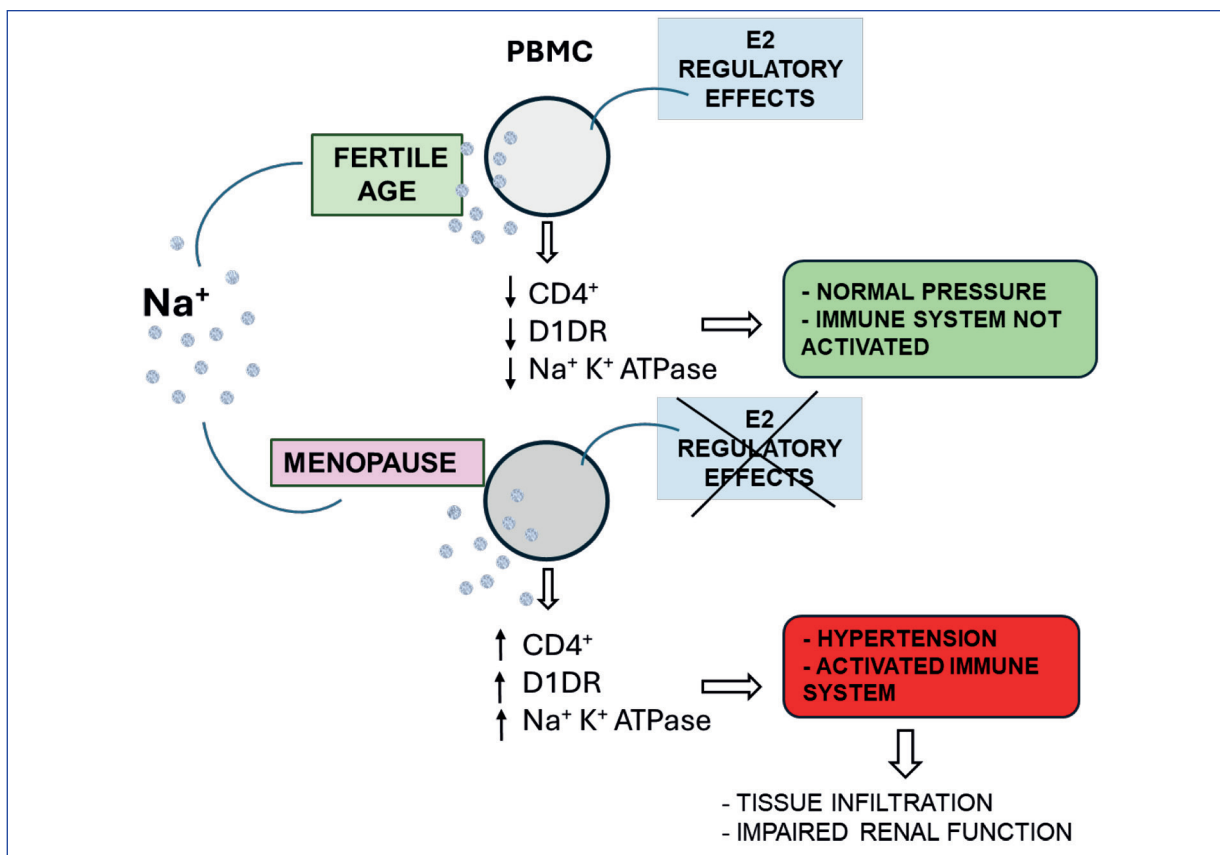 PBMC
E2
REGULATORY
EFFECTS
FERTILE
AGE
Na⁺
↓ CD4⁺
↓ D1DR
↓ Na⁺ K⁺ ATPase
- NORMAL PRESSURE
- IMMUNE SYSTEM NOT
ACTIVATED
E2
REGULATORY
EFFECTS
MENOPAUSE
↑ CD4⁺
↑ D1DR
↑ Na⁺ K⁺ ATPase
- HYPERTENSION
- ACTIVATED IMMUNE
SYSTEM
- TISSUE INFILTRATION
- IMPAIRED RENAL FUNCTION